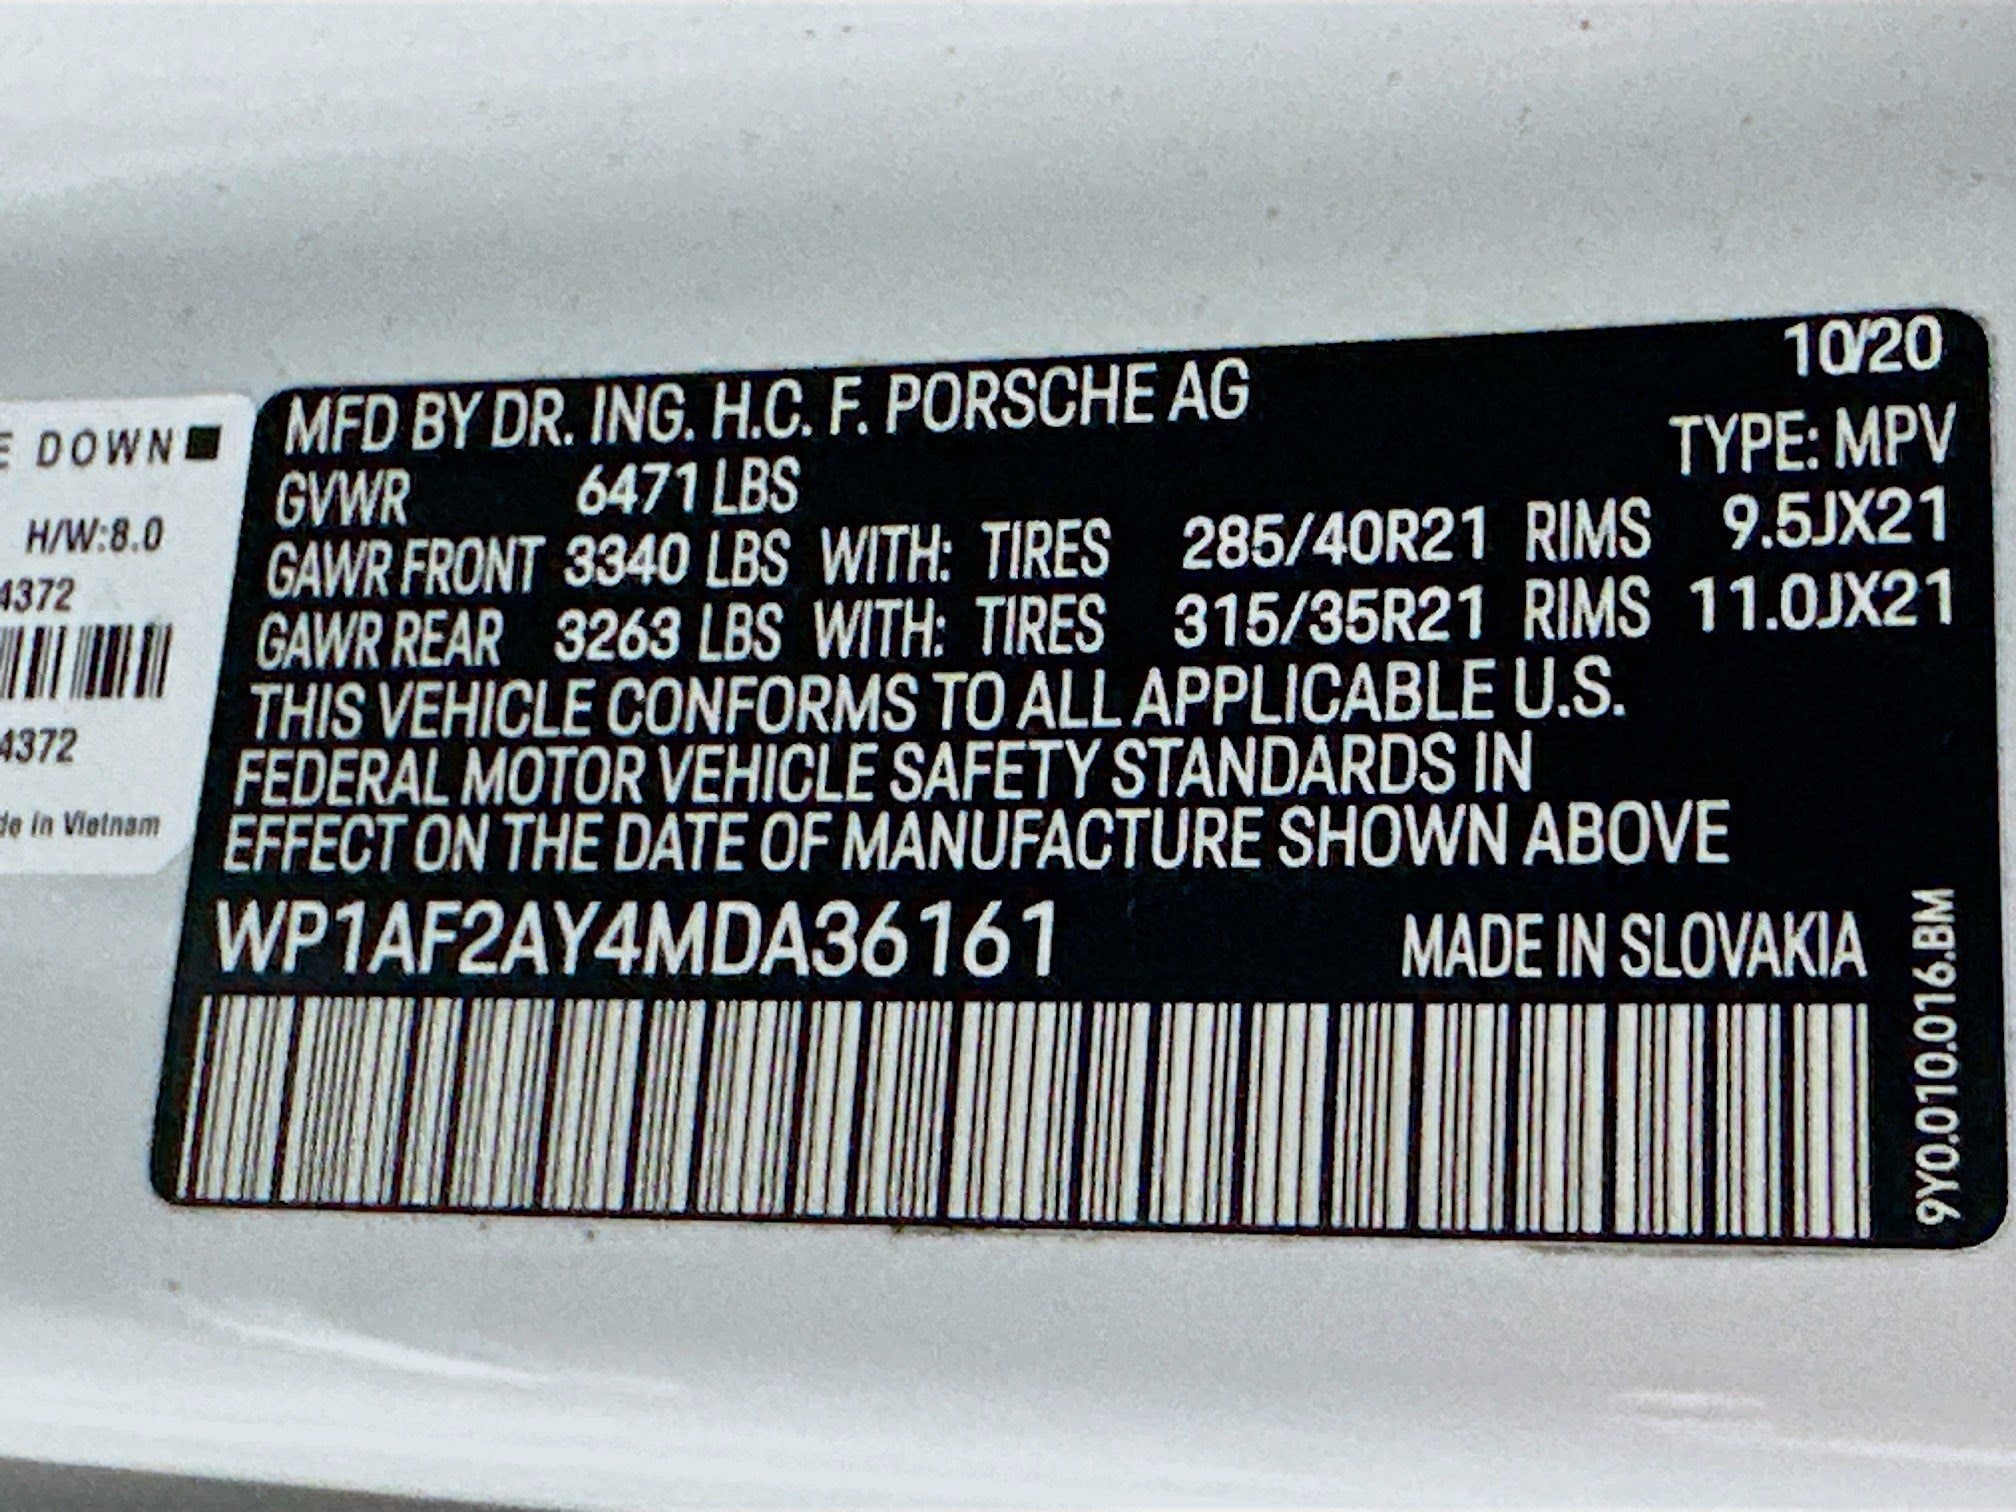 MFD BY DR. ING. H.C. F. PORSCHE AG 10/20
TYPE: MPV
GVWR 6471 LBS
GAWR FRONT 3340 LBS WITH: TIRES 285/40R21 RIMS 9.5JX21
GAWR REAR 3263 LBS WITH: TIRES 315/35R21 RIMS 11.0JX21
THIS VEHICLE CONFORMS TO ALL APPLICABLE U.S.
FEDERAL MOTOR VEHICLE SAFETY STANDARDS IN
EFFECT ON THE DATE OF MANUFACTURE SHOWN ABOVE
WP1AF2AY4MDA36161 MADE IN SLOVAKIA
9Y0.010.016.BM
DOWN
H/W:8.0
4372
4372
in Vietnam